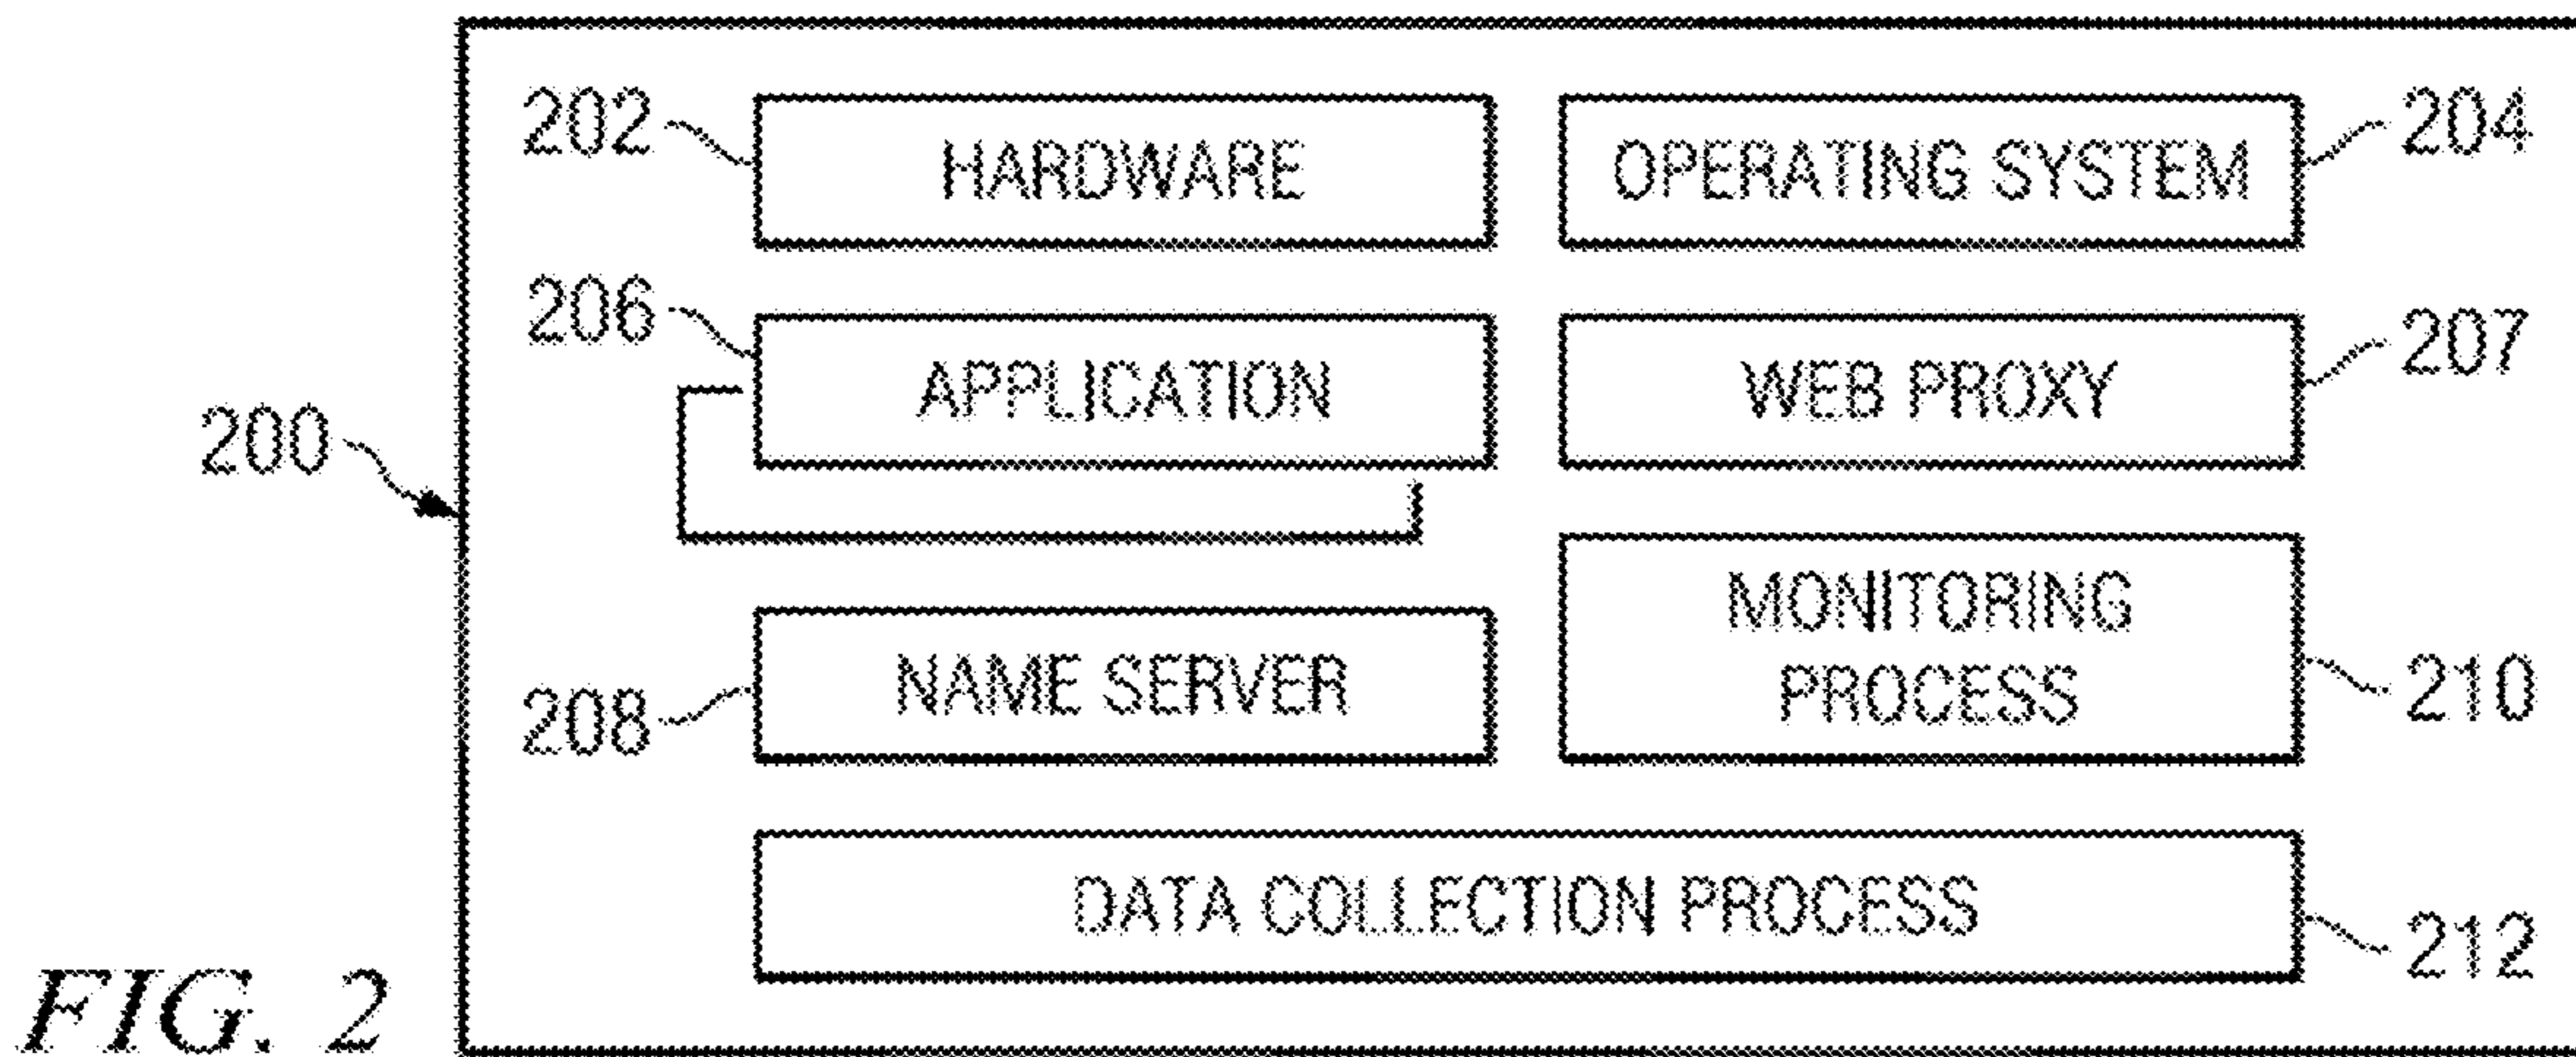 202 HARDWARE OPERATING SYSTEM 204
206 APPLICATION WEB PROXY 207
200
208 NAME SERVER
MONITORING
PROCESS
210
DATA COLLECTION PROCESS 212
FIG. 2